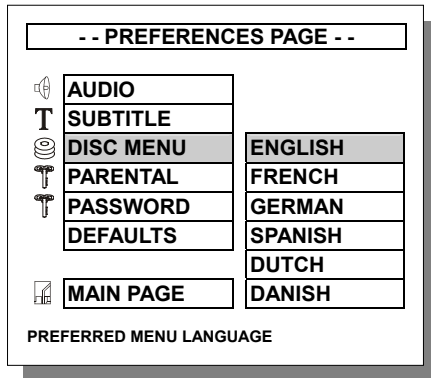 - - PREFERENCES PAGE - -
AUDIO
T SUBTITLE
DISC MENU ENGLISH
PARENTAL FRENCH
PASSWORD GERMAN
DEFAULTS SPANISH
DUTCH
MAIN PAGE DANISH
PREFERRED MENU LANGUAGE